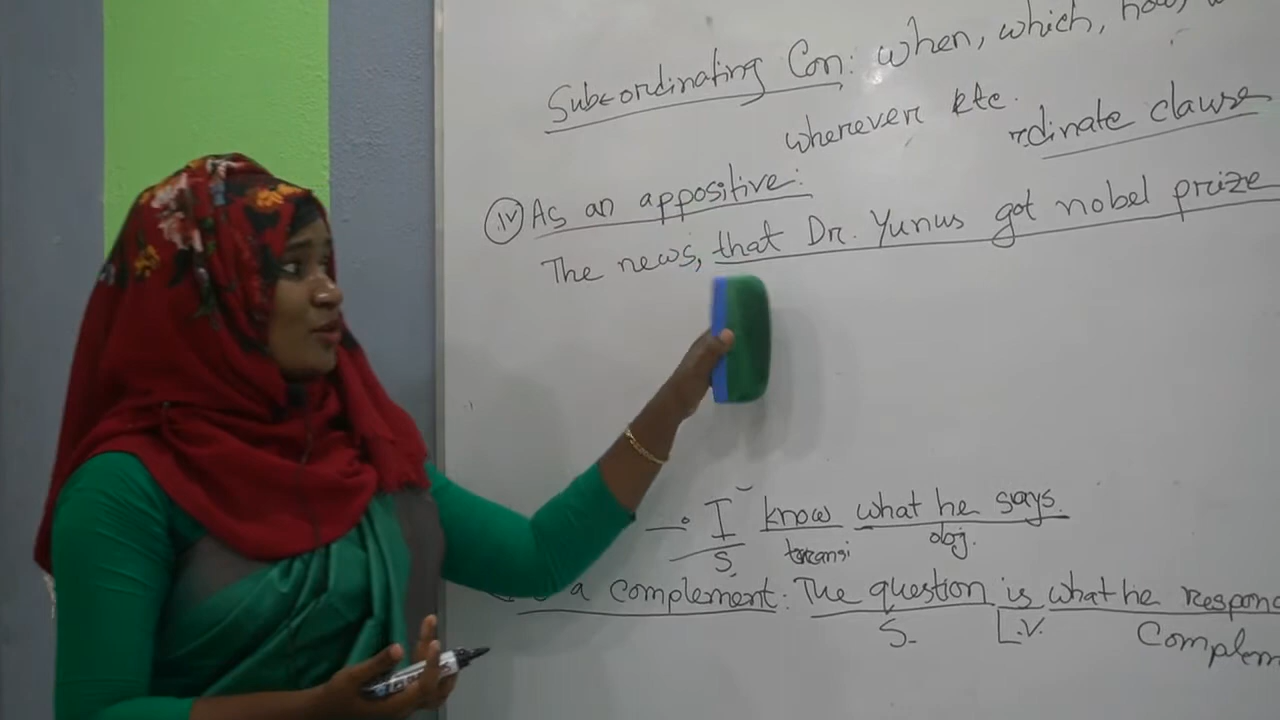 Subordinating Con: when, which, how,
wherever etc.
rdinate clause
(iv) As an appositive:
The news, that Dr. Yunus got nobel prize
→ I know what he says.
S. transi obj.
a complement: The question is what he respon
S. L.V. Complem